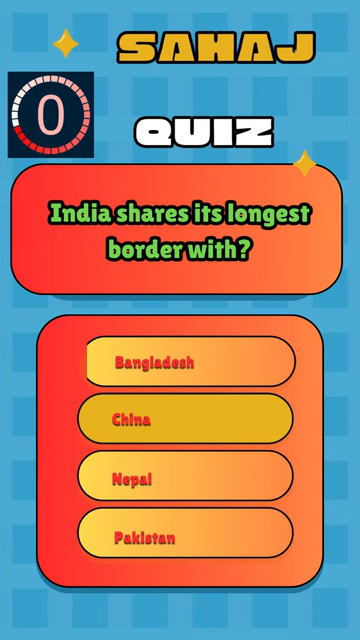 SAHAJ
0
QUIZ
India shares its longest
border with?
Bangladesh
China
Nepal
Pakistan